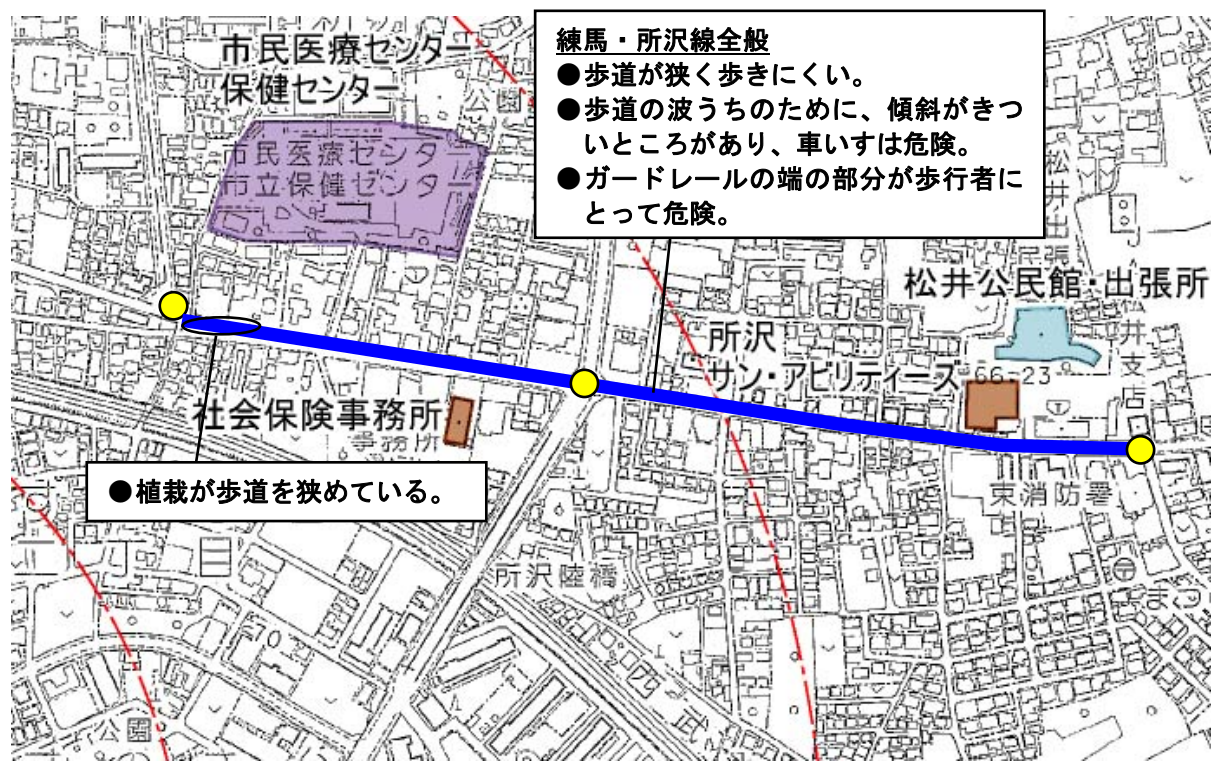 練馬・所沢線全般
●歩道が狭く歩きにくい。
●歩道の波うちのために、傾斜がきつ
いところがあり、車いすは危険。
●ガードレールの端の部分が歩行者に
とって危険。
市民医療センター
保健センター
公園
市民医療センター
市立保健センター
松井公民館・出張所
所沢
サン・アビリティーズ
66-23
社会保険事務所
事務所
●植栽が歩道を狭めている。
東消防署
所沢陸橋
公園